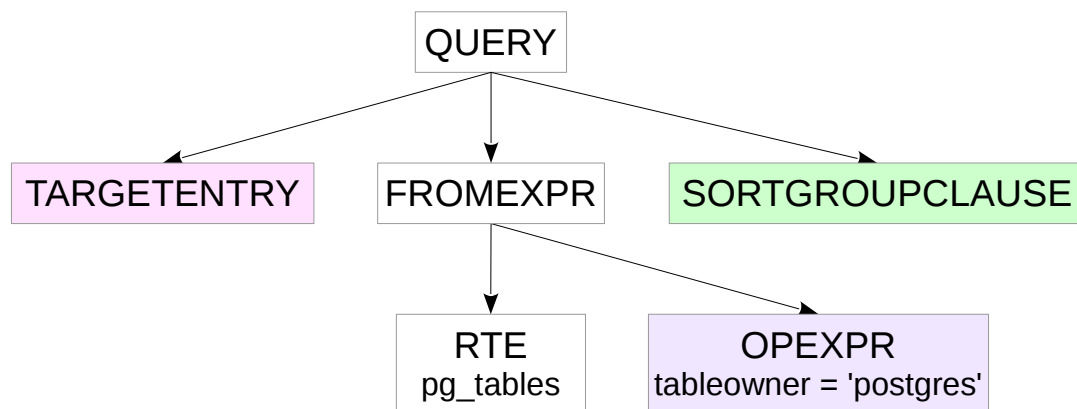 QUERY
TARGETENTRY
FROMEXPR
SORTGROUPCLAUSE
RTE
pg_tables
OPEXPR
tableowner = 'postgres'